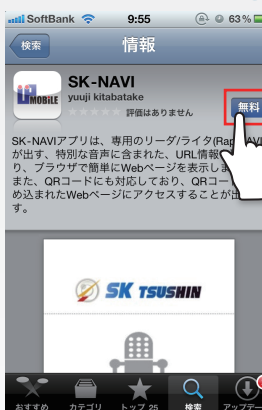 SoftBank 9:55 63%
検索 情報
SK-NAVI
yuuji kitabatake
評価はありません
無料
UMOBILE
SK-NAVIアプリは、専用のリーダ/ライタ(Rap AVI
が出す、特別な音声に含まれた、URL情報
り、ブラウザで簡単にWebページを表示しま
また、QRコードにも対応しており、QRコー
め込まれたWebページにアクセスすることが出
す。
SK TSUSHIN
おすすめ カテゴリ トップ 25 検索 アップデー